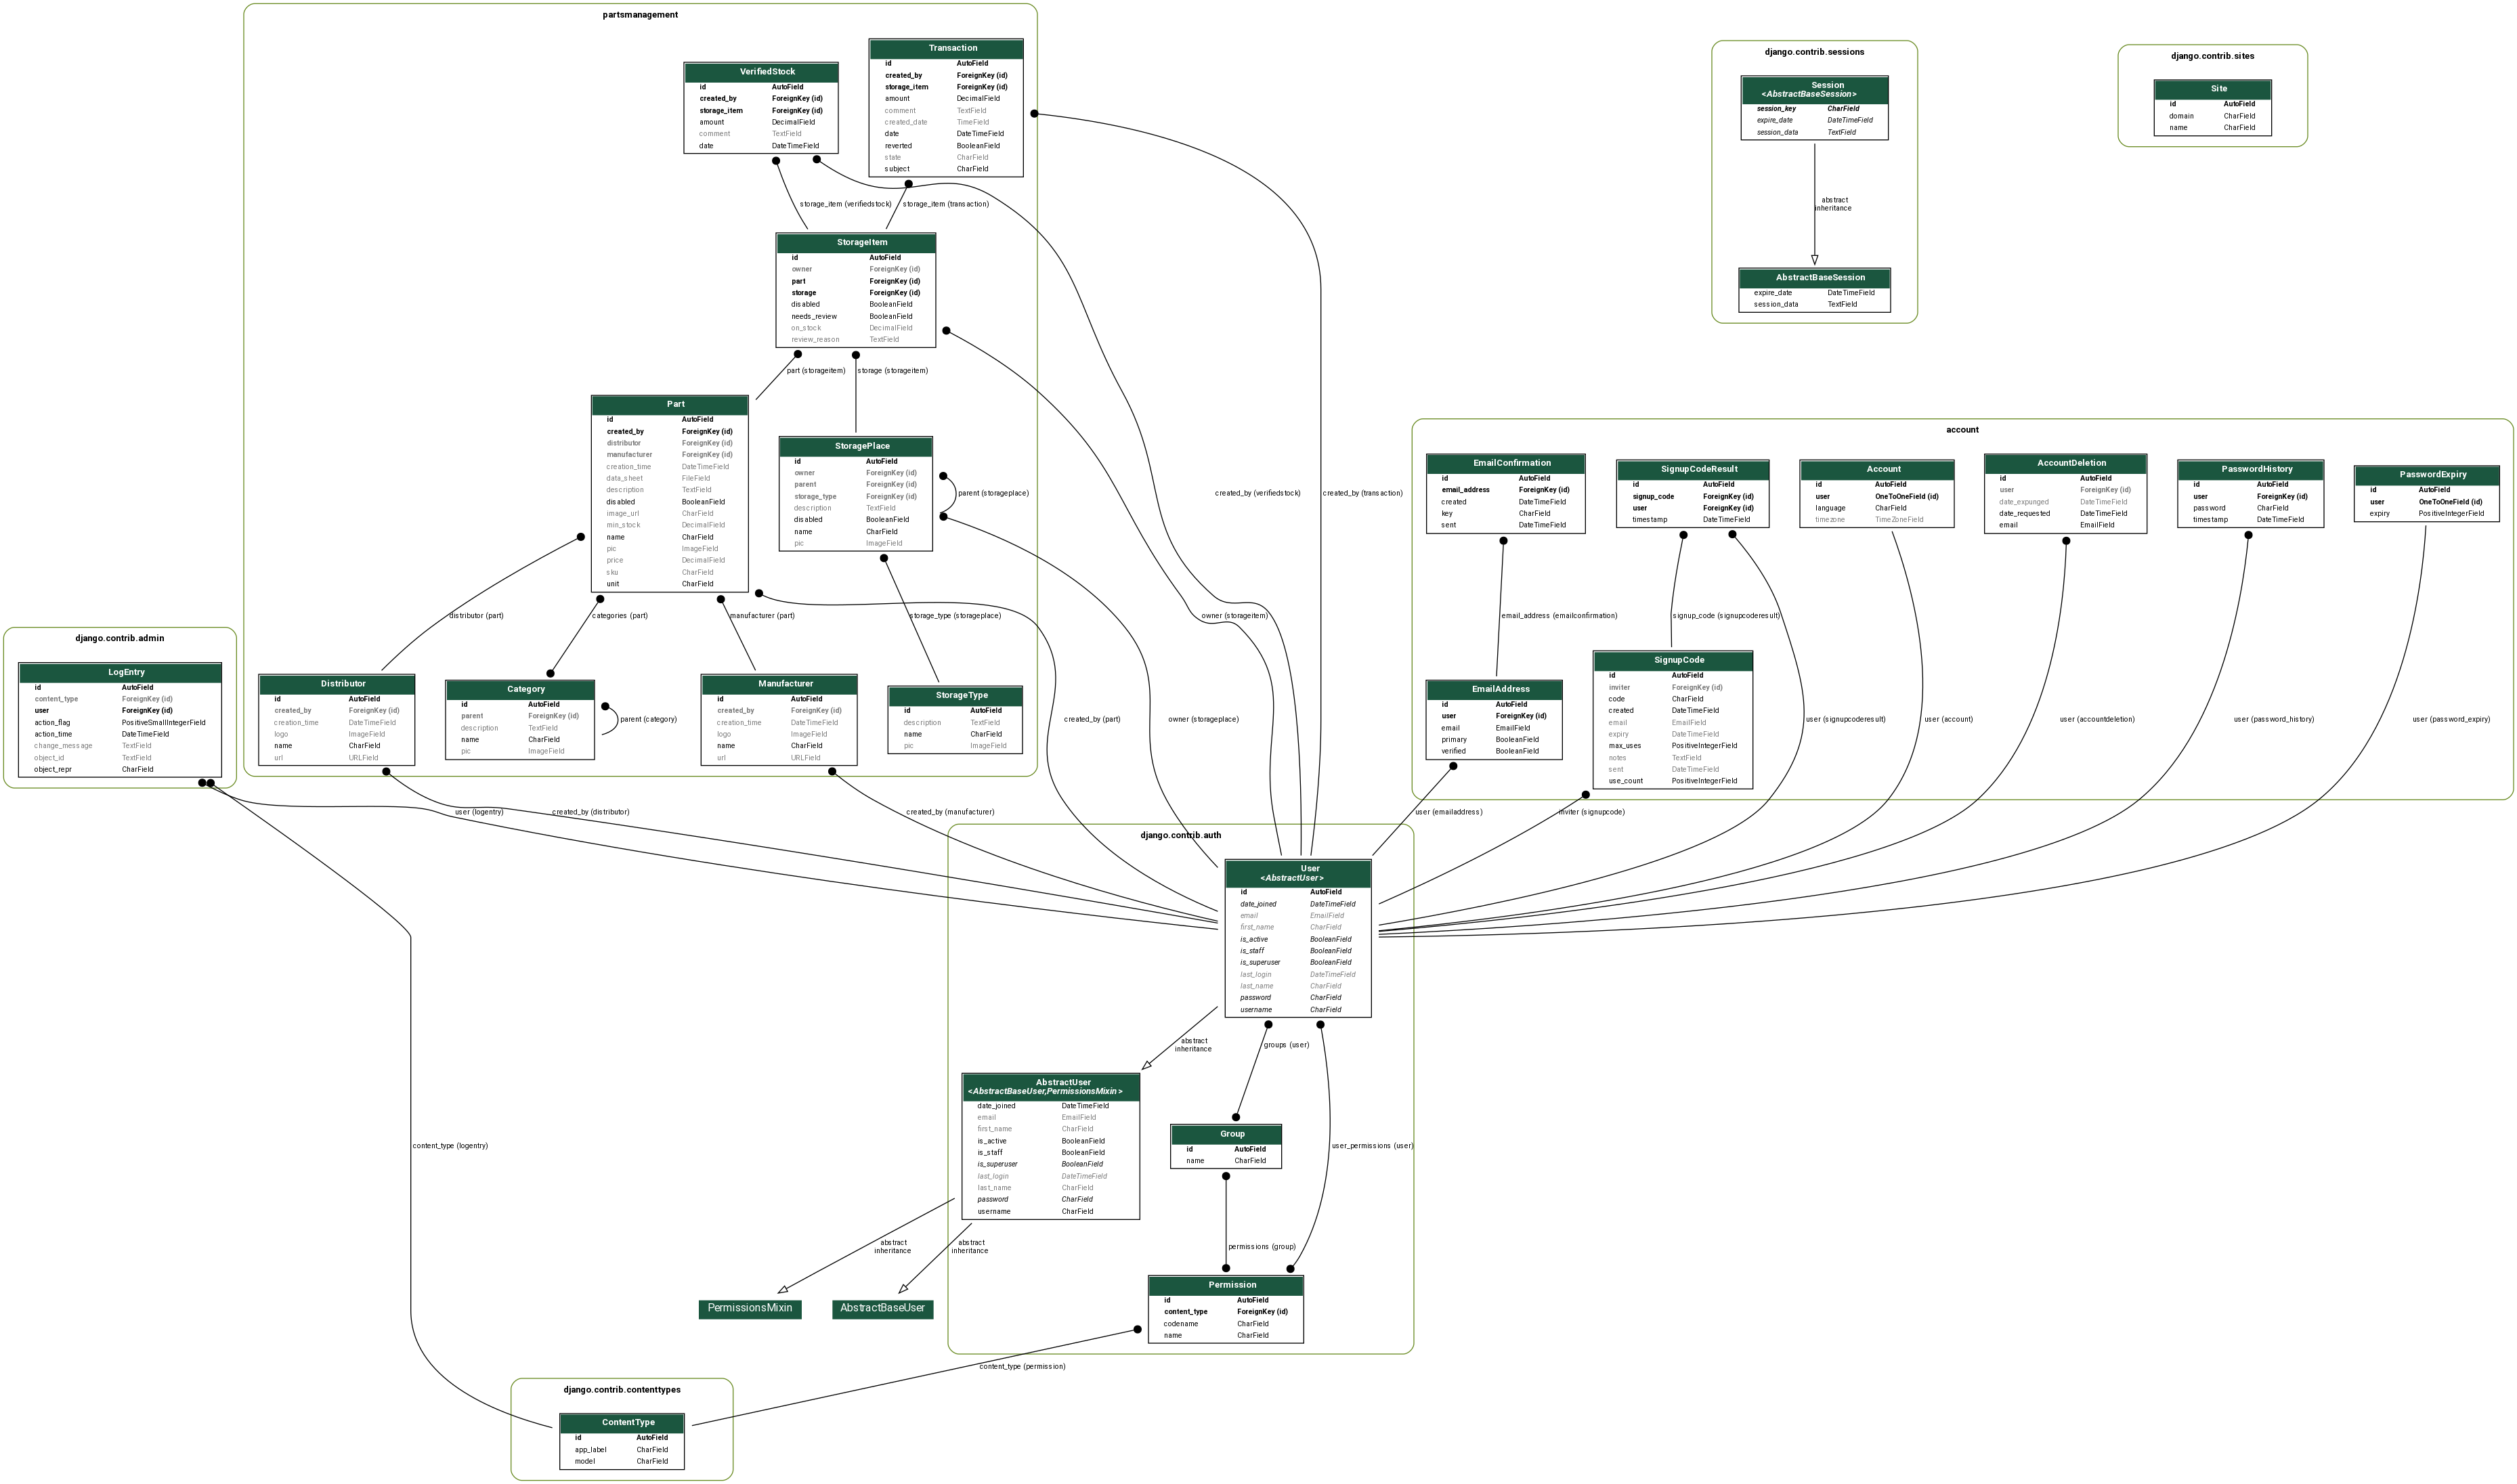 partsmanagement
Transaction
id AutoField
created_by ForeignKey (id)
storage_item ForeignKey (id)
amount DecimalField
comment TextField
created_date TimeField
date DateTimeField
reverted BooleanField
state CharField
subject CharField
VerifiedStock
id AutoField
created_by ForeignKey (id)
storage_item ForeignKey (id)
amount DecimalField
comment TextField
date DateTimeField
storage_item (verifiedstock)
storage_item (transaction)
StorageItem
id AutoField
owner ForeignKey (id)
part ForeignKey (id)
storage ForeignKey (id)
disabled BooleanField
needs_review BooleanField
on_stock DecimalField
review_reason TextField
part (storageitem)
storage (storageitem)
Part
id AutoField
created_by ForeignKey (id)
distributor ForeignKey (id)
manufacturer ForeignKey (id)
creation_time DateTimeField
data_sheet FileField
description TextField
disabled BooleanField
image_url CharField
min_stock DecimalField
name CharField
pic ImageField
price DecimalField
sku CharField
unit CharField
StoragePlace
id AutoField
owner ForeignKey (id)
parent ForeignKey (id)
storage_type ForeignKey (id)
description TextField
disabled BooleanField
name CharField
pic ImageField
parent (storageplace)
created_by (verifiedstock)
created_by (transaction)
distributor (part)
categories (part)
manufacturer (part)
storage_type (storageplace)
owner (storageitem)
Distributor
id AutoField
created_by ForeignKey (id)
creation_time DateTimeField
logo ImageField
name CharField
url URLField
Category
id AutoField
parent ForeignKey (id)
description TextField
name CharField
pic ImageField
parent (category)
Manufacturer
id AutoField
created_by ForeignKey (id)
creation_time DateTimeField
logo ImageField
name CharField
url URLField
StorageType
id AutoField
description TextField
name CharField
pic ImageField
created_by (part)
owner (storageplace)
django.contrib.admin
LogEntry
id AutoField
content_type ForeignKey (id)
user ForeignKey (id)
action_flag PositiveSmallIntegerField
action_time DateTimeField
change_message TextField
object_id TextField
object_repr CharField
user (logentry)
created_by (distributor)
created_by (manufacturer)
content_type (logentry)
django.contrib.sessions
Session
<AbstractBaseSession>
session_key CharField
expire_date DateTimeField
session_data TextField
abstract
inheritance
AbstractBaseSession
expire_date DateTimeField
session_data TextField
django.contrib.sites
Site
id AutoField
domain CharField
name CharField
account
EmailConfirmation
id AutoField
email_address ForeignKey (id)
created DateTimeField
key CharField
sent DateTimeField
SignupCodeResult
id AutoField
signup_code ForeignKey (id)
user ForeignKey (id)
timestamp DateTimeField
Account
id AutoField
user OneToOneField (id)
language CharField
timezone TimeZoneField
AccountDeletion
id AutoField
user ForeignKey (id)
date_expunged DateTimeField
date_requested DateTimeField
email EmailField
PasswordHistory
id AutoField
user ForeignKey (id)
password CharField
timestamp DateTimeField
PasswordExpiry
id AutoField
user OneToOneField (id)
expiry PositiveIntegerField
email_address (emailconfirmation)
signup_code (signupcoderesult)
EmailAddress
id AutoField
user ForeignKey (id)
email EmailField
primary BooleanField
verified BooleanField
SignupCode
id AutoField
inviter ForeignKey (id)
code CharField
created DateTimeField
email EmailField
expiry DateTimeField
max_uses PositiveIntegerField
notes TextField
sent DateTimeField
use_count PositiveIntegerField
user (signupcoderesult)
user (account)
user (accountdeletion)
user (password_history)
user (password_expiry)
user (emailaddress)
inviter (signupcode)
django.contrib.auth
User
<AbstractUser>
id AutoField
date_joined DateTimeField
email EmailField
first_name CharField
is_active BooleanField
is_staff BooleanField
is_superuser BooleanField
last_login DateTimeField
last_name CharField
password CharField
username CharField
abstract
inheritance
groups (user)
user_permissions (user)
AbstractUser
<AbstractBaseUser,PermissionsMixin>
date_joined DateTimeField
email EmailField
first_name CharField
is_active BooleanField
is_staff BooleanField
is_superuser BooleanField
last_login DateTimeField
last_name CharField
password CharField
username CharField
Group
id AutoField
name CharField
abstract
inheritance
abstract
inheritance
permissions (group)
PermissionsMixin
AbstractBaseUser
Permission
id AutoField
content_type ForeignKey (id)
codename CharField
name CharField
content_type (permission)
django.contrib.contenttypes
ContentType
id AutoField
app_label CharField
model CharField